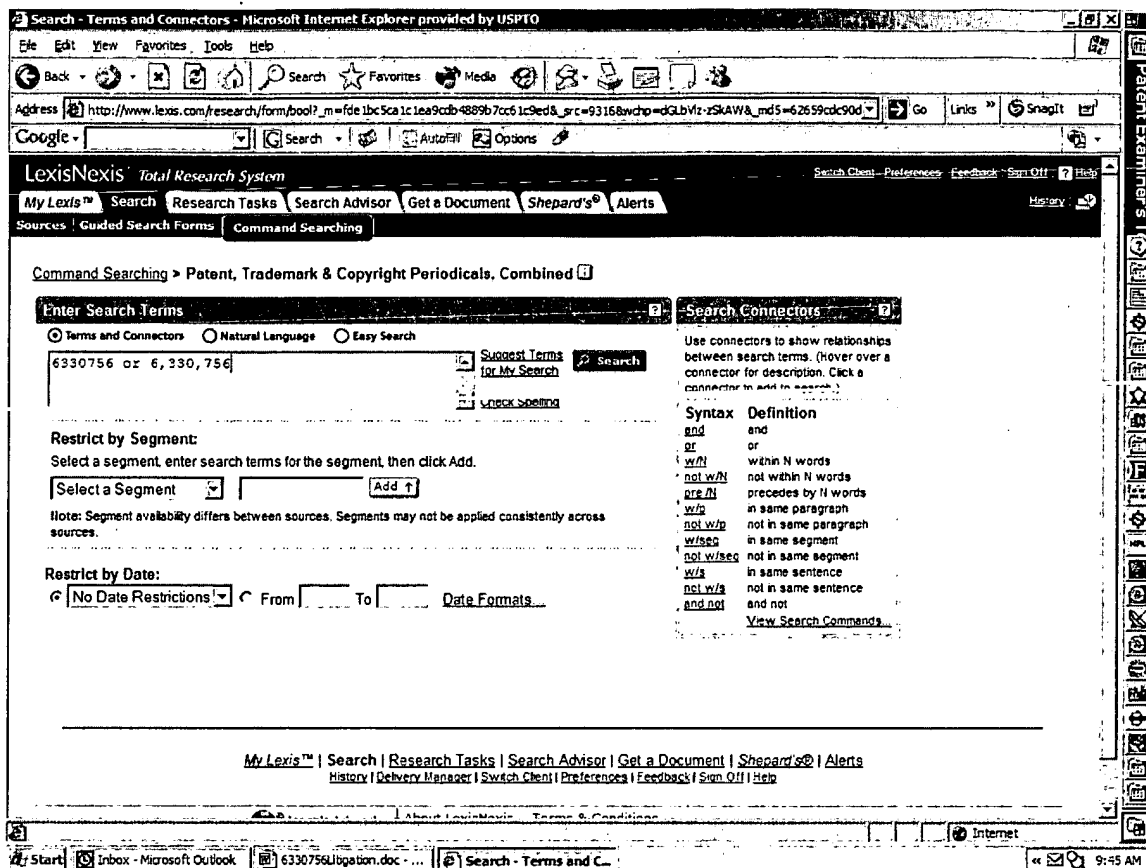 Search - Terms and Connectors - Microsoft Internet Explorer provided by USPTO
File Edit View Favorites Tools Help
Back Search Favorites Media
Address http://www.lexis.com/research/form/bool?_m=fde1bc5ca1c1ea9cdb4889b7cc61c9ed&_src=9316&wchp=dGLbVlz-zSkAW&_md5=62659cdc90d Go Links » SnagIt
Google - Search AutoFill Options
LexisNexis Total Research System
Switch Client Preferences Feedback Sign Off ? Help
My Lexis™ Search Research Tasks Search Advisor Get a Document Shepard's® Alerts
History
Sources Guided Search Forms Command Searching
Command Searching > Patent, Trademark & Copyright Periodicals, Combined i
Enter Search Terms ?
Terms and Connectors Natural Language Easy Search
6330756 or 6,330,756
Suggest Terms
for My Search
Search
Check Spelling
Restrict by Segment:
Select a segment, enter search terms for the segment, then click Add.
Select a Segment Add ↑
Note: Segment availability differs between sources. Segments may not be applied consistently across
sources.
Restrict by Date:
No Date Restrictions From To Date Formats...
Search Connectors ?
Use connectors to show relationships
between search terms. (Hover over a
connector for description. Click a
connector to add to search.)
Syntax Definition
and and
or or
w/N within N words
not w/N not within N words
pre /N precedes by N words
w/p in same paragraph
not w/p not in same paragraph
w/seg in same segment
not w/seg not in same segment
w/s in same sentence
not w/s not in same sentence
and not and not
View Search Commands...
My Lexis™ | Search | Research Tasks | Search Advisor | Get a Document | Shepard's® | Alerts
History | Delivery Manager | Switch Client | Preferences | Feedback | Sign Off | Help
About LexisNexis Terms & Conditions
Internet
Start Inbox - Microsoft Outlook 6330756Litigation.doc - ... Search - Terms and C... « 9:45 AM
Patent Examiner's